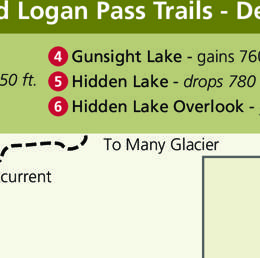 d Logan Pass Trails - De
4 Gunsight Lake - gains 760
50 ft. 5 Hidden Lake - drops 780
6 Hidden Lake Overlook -
To Many Glacier
current